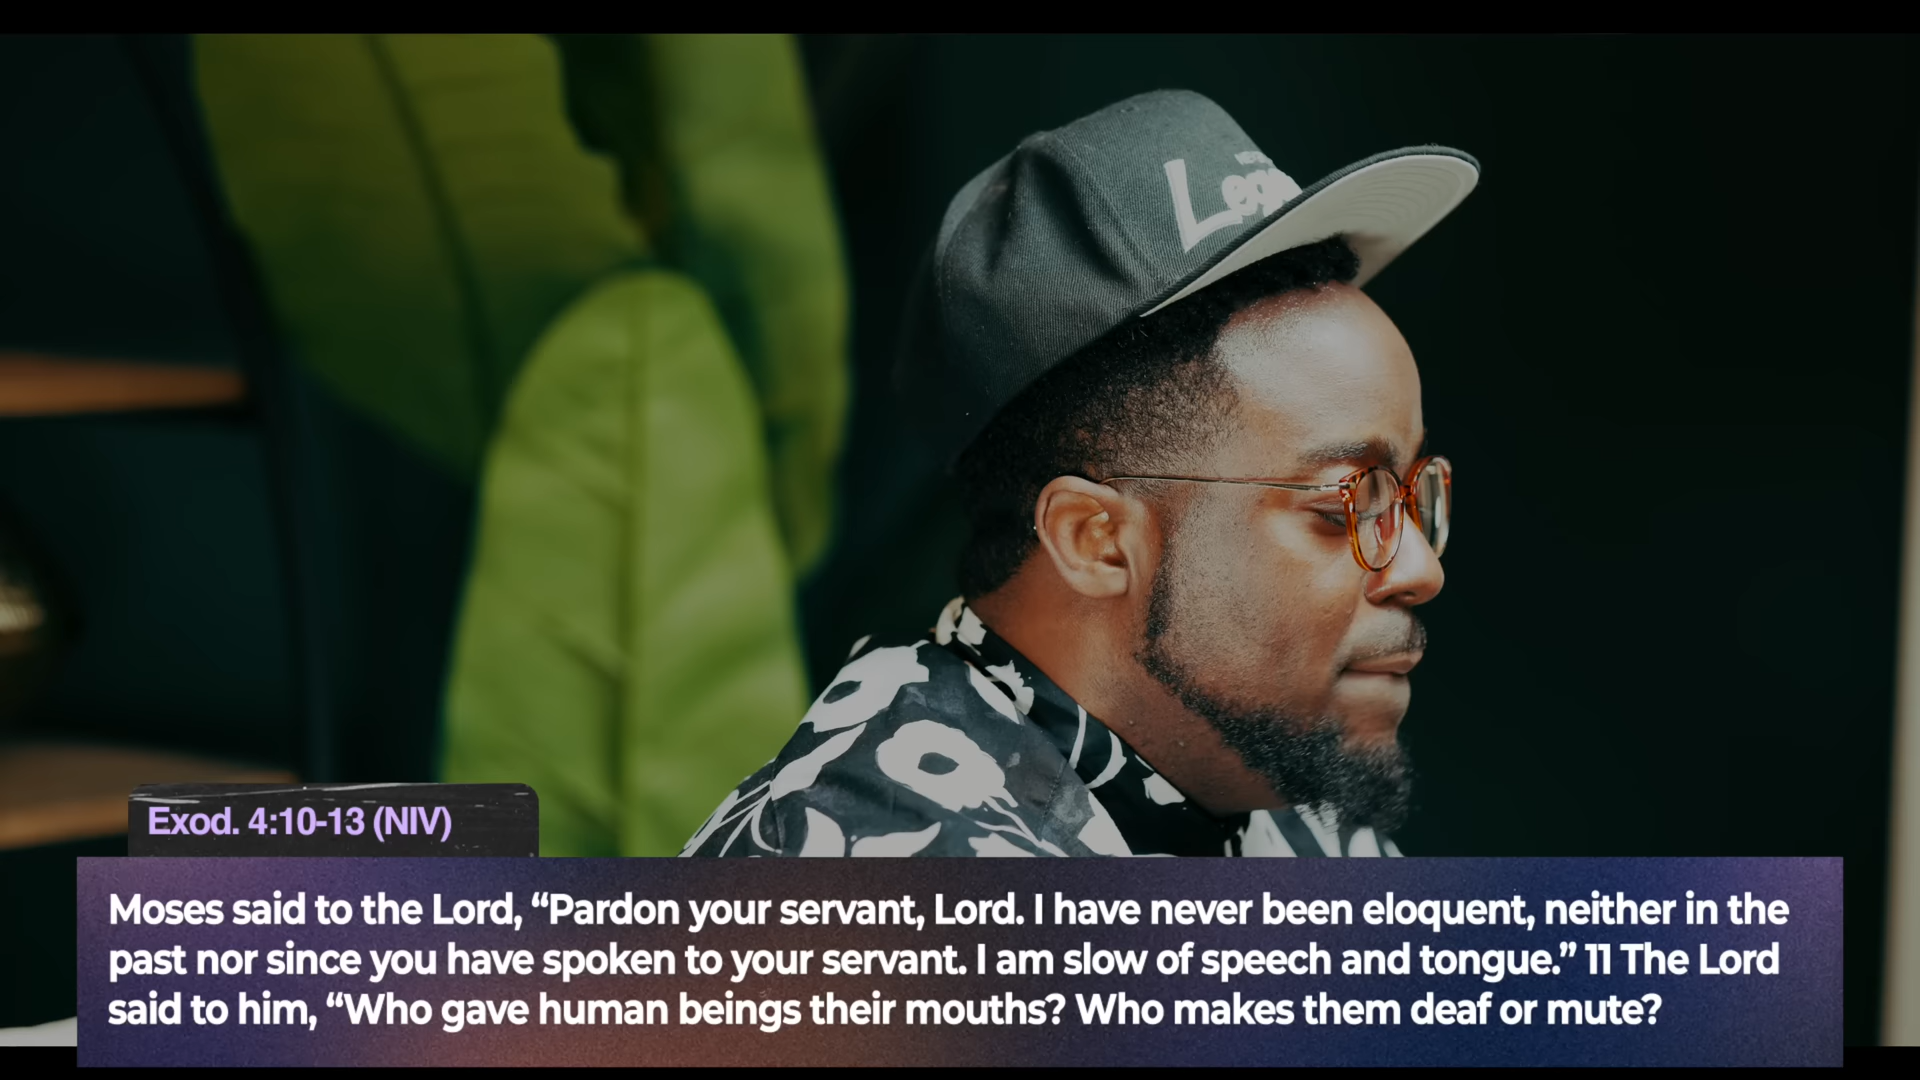 Exod. 4:10-13 (NIV)
Moses said to the Lord, “Pardon your servant, Lord. I have never been eloquent, neither in the
past nor since you have spoken to your servant. I am slow of speech and tongue.” 11 The Lord
said to him, “Who gave human beings their mouths? Who makes them deaf or mute?